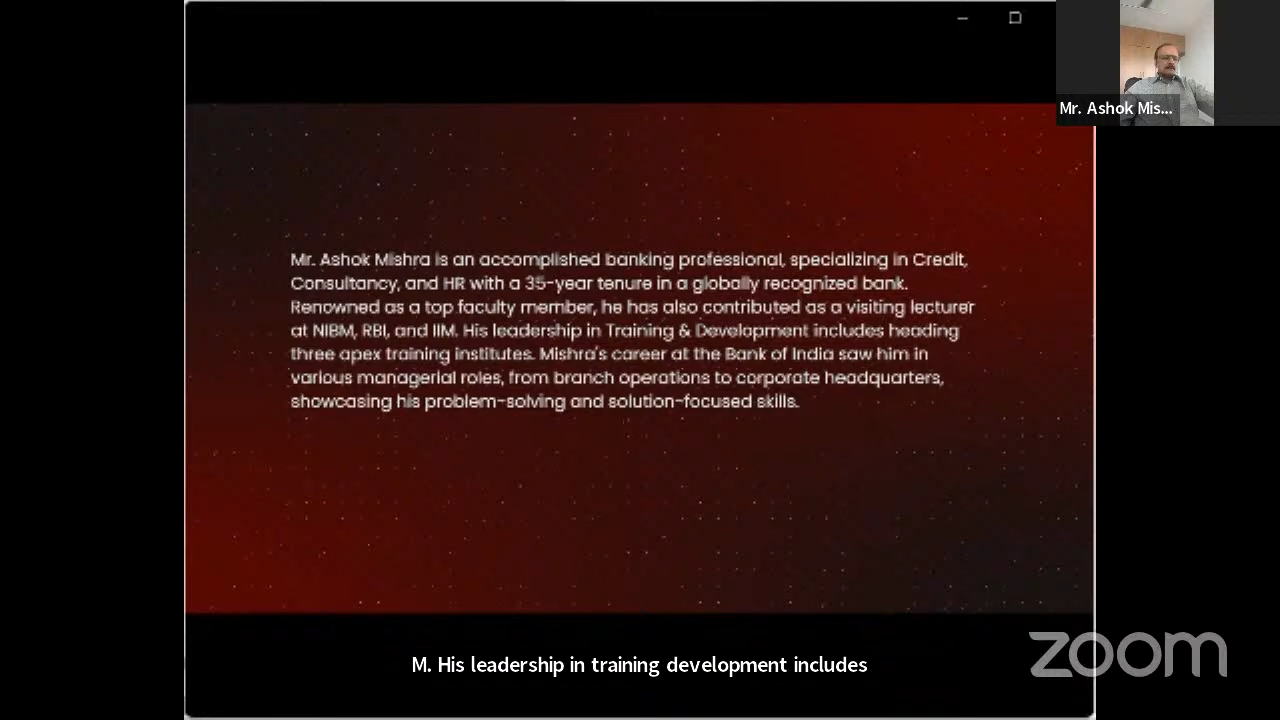 Mr. Ashok Mis...
Mr. Ashok Mishra is an accomplished banking professional, specializing in Credit,
Consultancy, and HR with a 35-year tenure in a globally recognized bank.
Renowned as a top faculty member, he has also contributed as a visiting lecturer
at NIBM, RBI, and IIM. His leadership in Training & Development includes heading
three apex training institutes. Mishra's career at the Bank of India saw him in
various managerial roles, from branch operations to corporate headquarters,
showcasing his problem-solving and solution-focused skills.
M. His leadership in training development includes
zoom